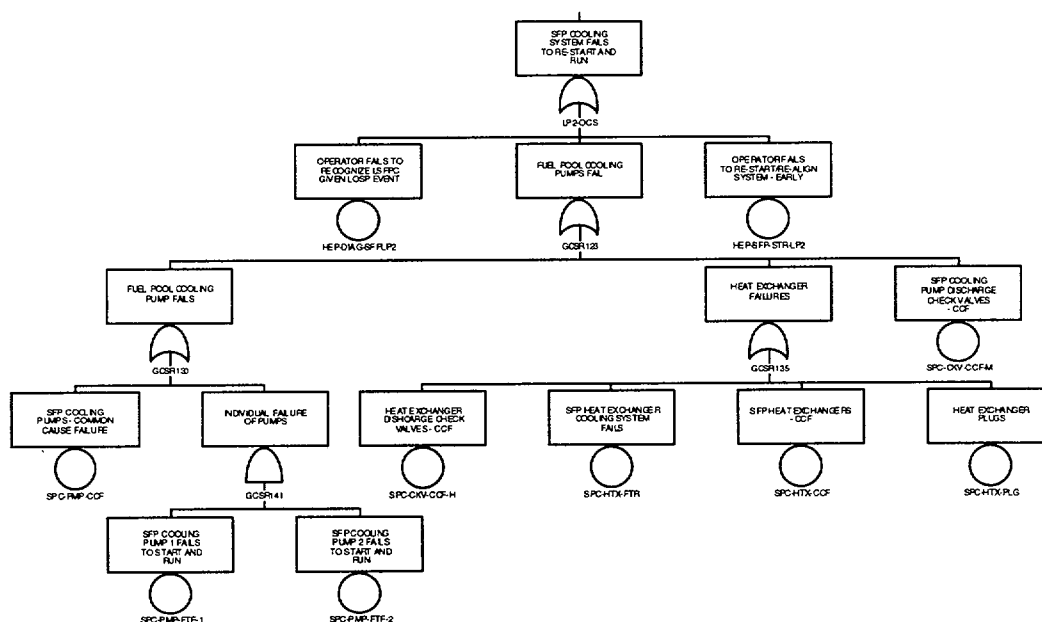 SFP COOLING
SYSTEM FAILS
TO RE-START AND
RUN
LP2-OCS
OPERATOR FAILS TO
RECOGNIZE LSFPC
GIVEN LOSP EVENT
FUEL POOL COOLING
PUMPS FAIL
OPERATOR FAILS
TO RE-START/RE-ALIGN
SYSTEM - EARLY
HEP-DIAG-SFPLP2
GCSR123
HEP-SFP-STR-LP2
FUEL POOL COOLING
PUMP FAILS
HEAT EXCHANGER
FAILURES
SFP COOLING
PUMP DISCHARGE
CHECK VALVES
- CCF
GCSR130
GCSR135
SPC-CKV-CCF-M
SFP COOLING
PUMPS - COMMON
CAUSE FAILURE
INDIVIDUAL FAILURE
OF PUMPS
HEAT EXCHANGER
DISCHARGE CHECK
VALVES - CCF
SFP HEAT EXCHANGER
COOLING SYSTEM
FAILS
SFP HEAT EXCHANGERS
- CCF
HEAT EXCHANGER
PLUGS
SPC-PMP-CCF
GCSR141
SPC-CKV-CCF-H
SPC-HTX-FTR
SPC-HTX-CCF
SPC-HTX-PLG
SFP COOLING
PUMP 1 FAILS
TO START AND
RUN
SFP COOLING
PUMP 2 FAILS
TO START AND
RUN
SPC-PMP-FTF-1
SPC-PMP-FTF-2